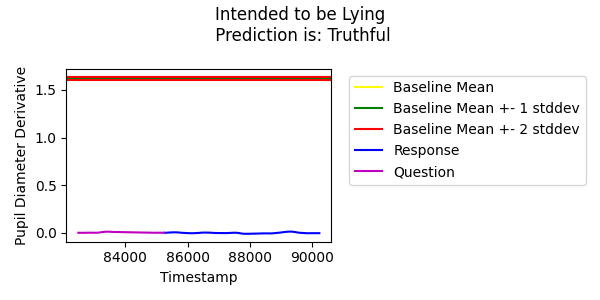 Intended to be Lying
Prediction is: Truthful
Pupil Diameter Derivative
1.5
1.0
0.5
0.0
84000 86000 88000 90000
Timestamp
Baseline Mean
Baseline Mean +- 1 stddev
Baseline Mean +- 2 stddev
Response
Question